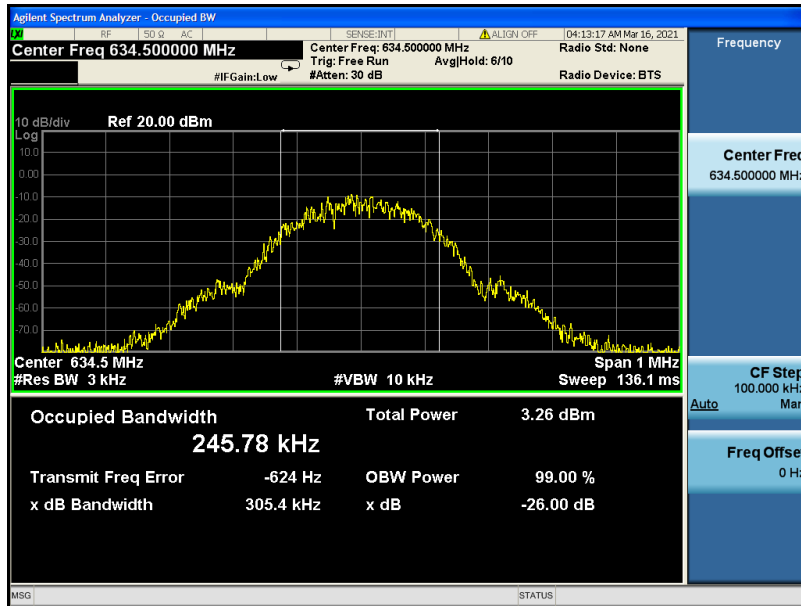 Agilent Spectrum Analyzer - Occupied BW
LXI RF 50 Ω AC SENSE:INT ALIGN OFF 04:13:17 AM Mar 16, 2021
Center Freq 634.500000 MHz
Center Freq: 634.500000 MHz
Radio Std: None
Trig: Free Run Avg|Hold: 6/10
#IFGain:Low
#Atten: 30 dB
Radio Device: BTS
10 dB/div Ref 20.00 dBm
Log
10.0
0.00
-10.0
-20.0
-30.0
-40.0
-50.0
-60.0
-70.0
Center 634.5 MHz Span 1 MHz
#Res BW 3 kHz #VBW 10 kHz Sweep 136.1 ms
Occupied Bandwidth Total Power 3.26 dBm
245.78 kHz
Transmit Freq Error -624 Hz OBW Power 99.00 %
x dB Bandwidth 305.4 kHz x dB -26.00 dB
MSG STATUS
Frequency
Center Freq
634.500000 MHz
CF Step
100.000 kHz
Auto Man
Freq Offset
0 Hz